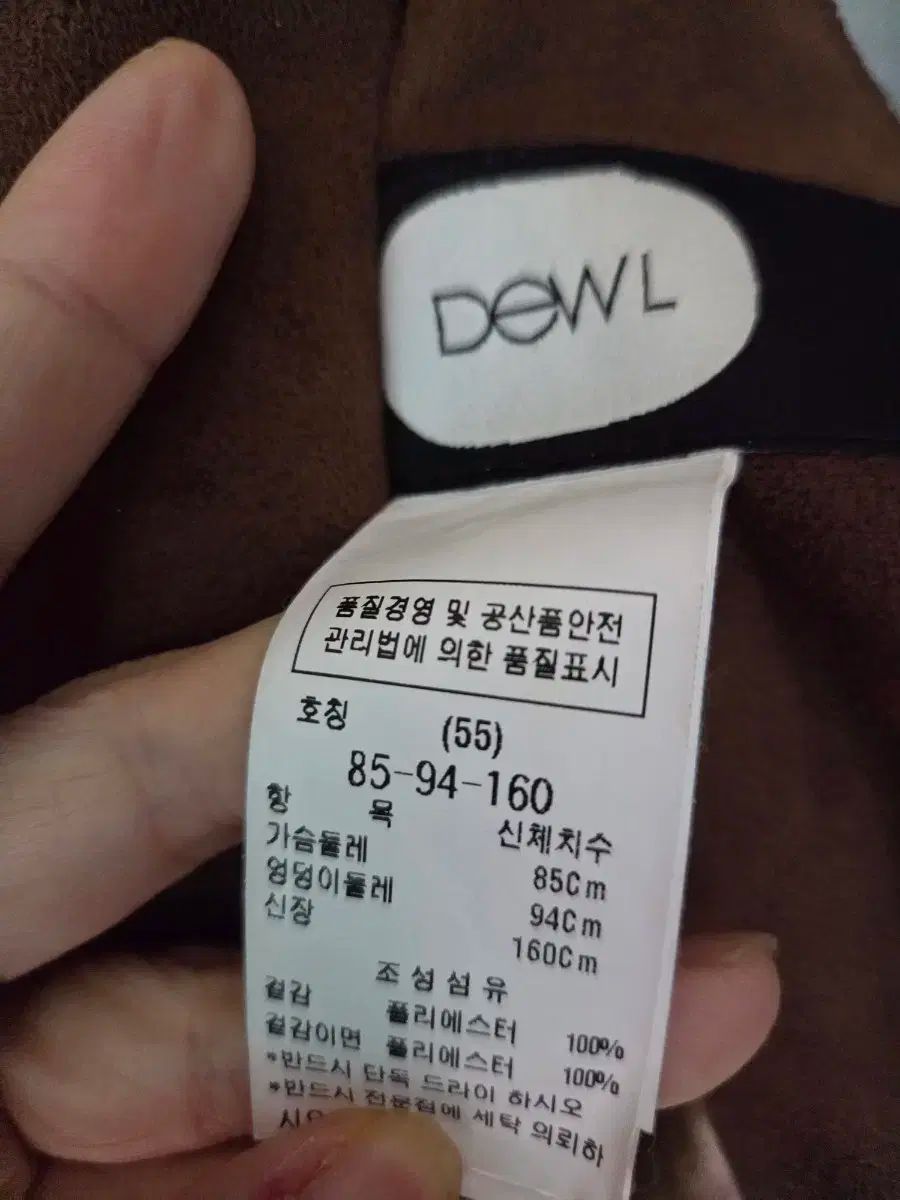 DeWL
품질경영 및 공산품안전
관리법에 의한 품질표시
호칭 (55)
85-94-160
항 목 신체치수
가슴둘레 85Cm
엉덩이둘레 94Cm
신장 160Cm
조성섬유
겉감 폴리에스터 100%
겉감이면 폴리에스터 100%
*반드시 단독 드라이 하시오
*반드시 전문점에 세탁 의뢰하
시오